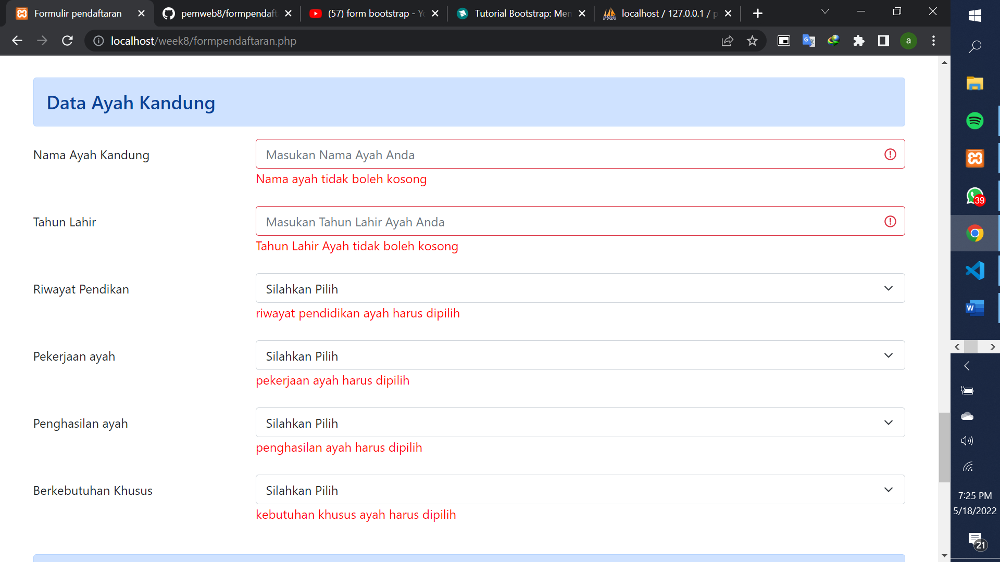 Formulir pendaftaran
pemweb8/formpendaft
(57) form bootstrap - Yo
Tutorial Bootstrap: Mem
localhost / 127.0.0.1 / p
localhost/week8/formpendaftaran.php
a
Data Ayah Kandung
Nama Ayah Kandung
Masukan Nama Ayah Anda
Nama ayah tidak boleh kosong
Tahun Lahir
Masukan Tahun Lahir Ayah Anda
Tahun Lahir Ayah tidak boleh kosong
Riwayat Pendikan
Silahkan Pilih
riwayat pendidikan ayah harus dipilih
Pekerjaan ayah
Silahkan Pilih
pekerjaan ayah harus dipilih
Penghasilan ayah
Silahkan Pilih
penghasilan ayah harus dipilih
Berkebutuhan Khusus
Silahkan Pilih
kebutuhan khusus ayah harus dipilih
39
W
7:25 PM
5/18/2022
21